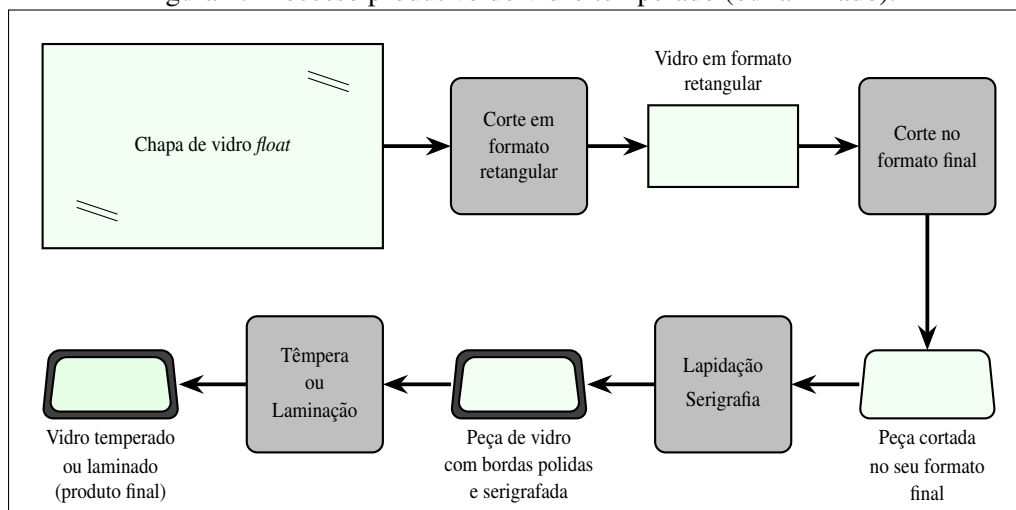 Chapa de vidro float
Corte em
formato
retangular
Vidro em formato
retangular
Corte no
formato final
Peça cortada
no seu formato
final
Lapidação
Serigrafia
Peça de vidro
com bordas polidas
e serigrafada
Têmpera
ou
Laminação
Vidro temperado
ou laminado
(produto final)